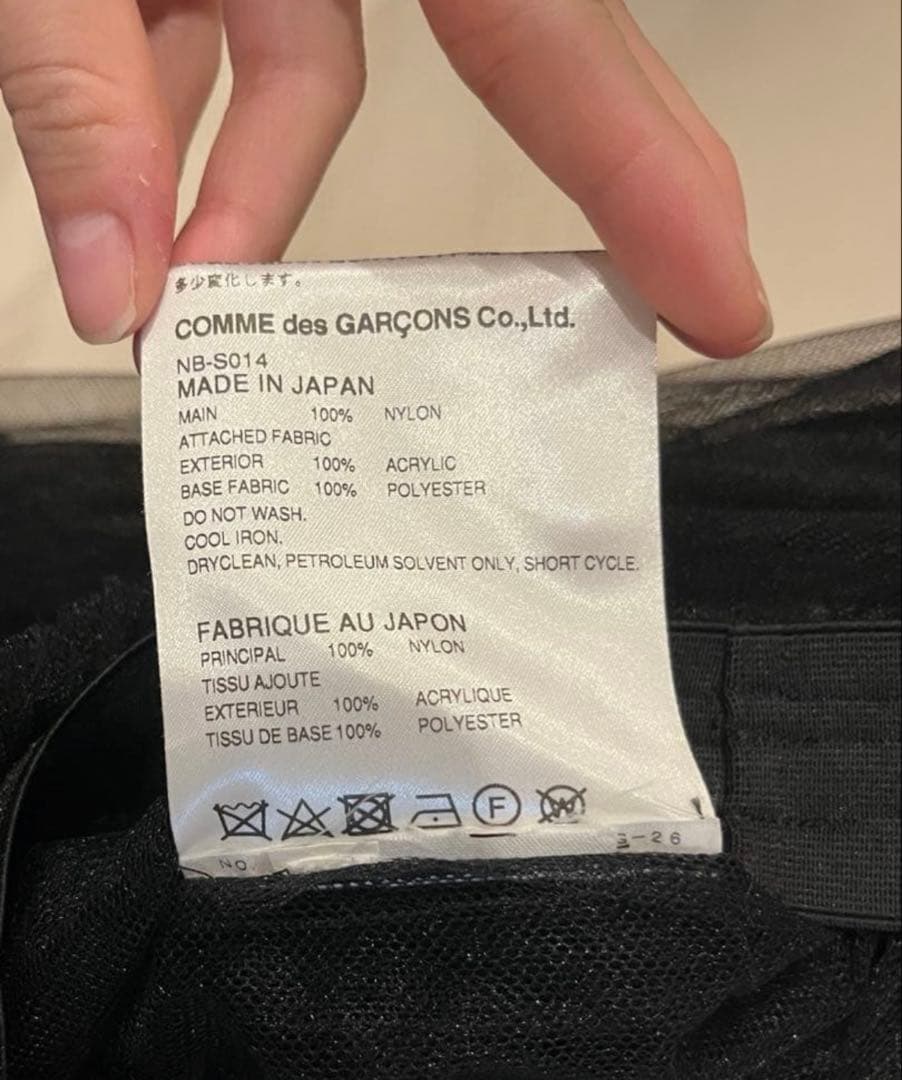 多少変化します。
COMME des GARÇONS Co.,Ltd.
NB-S014
MADE IN JAPAN
MAIN 100% NYLON
ATTACHED FABRIC
EXTERIOR 100% ACRYLIC
BASE FABRIC 100% POLYESTER
DO NOT WASH.
COOL IRON.
DRYCLEAN, PETROLEUM SOLVENT ONLY, SHORT CYCLE.
FABRIQUE AU JAPON
PRINCIPAL 100% NYLON
TISSU AJOUTE
EXTERIEUR 100% ACRYLIQUE
TISSU DE BASE 100% POLYESTER
F W
NO. -26